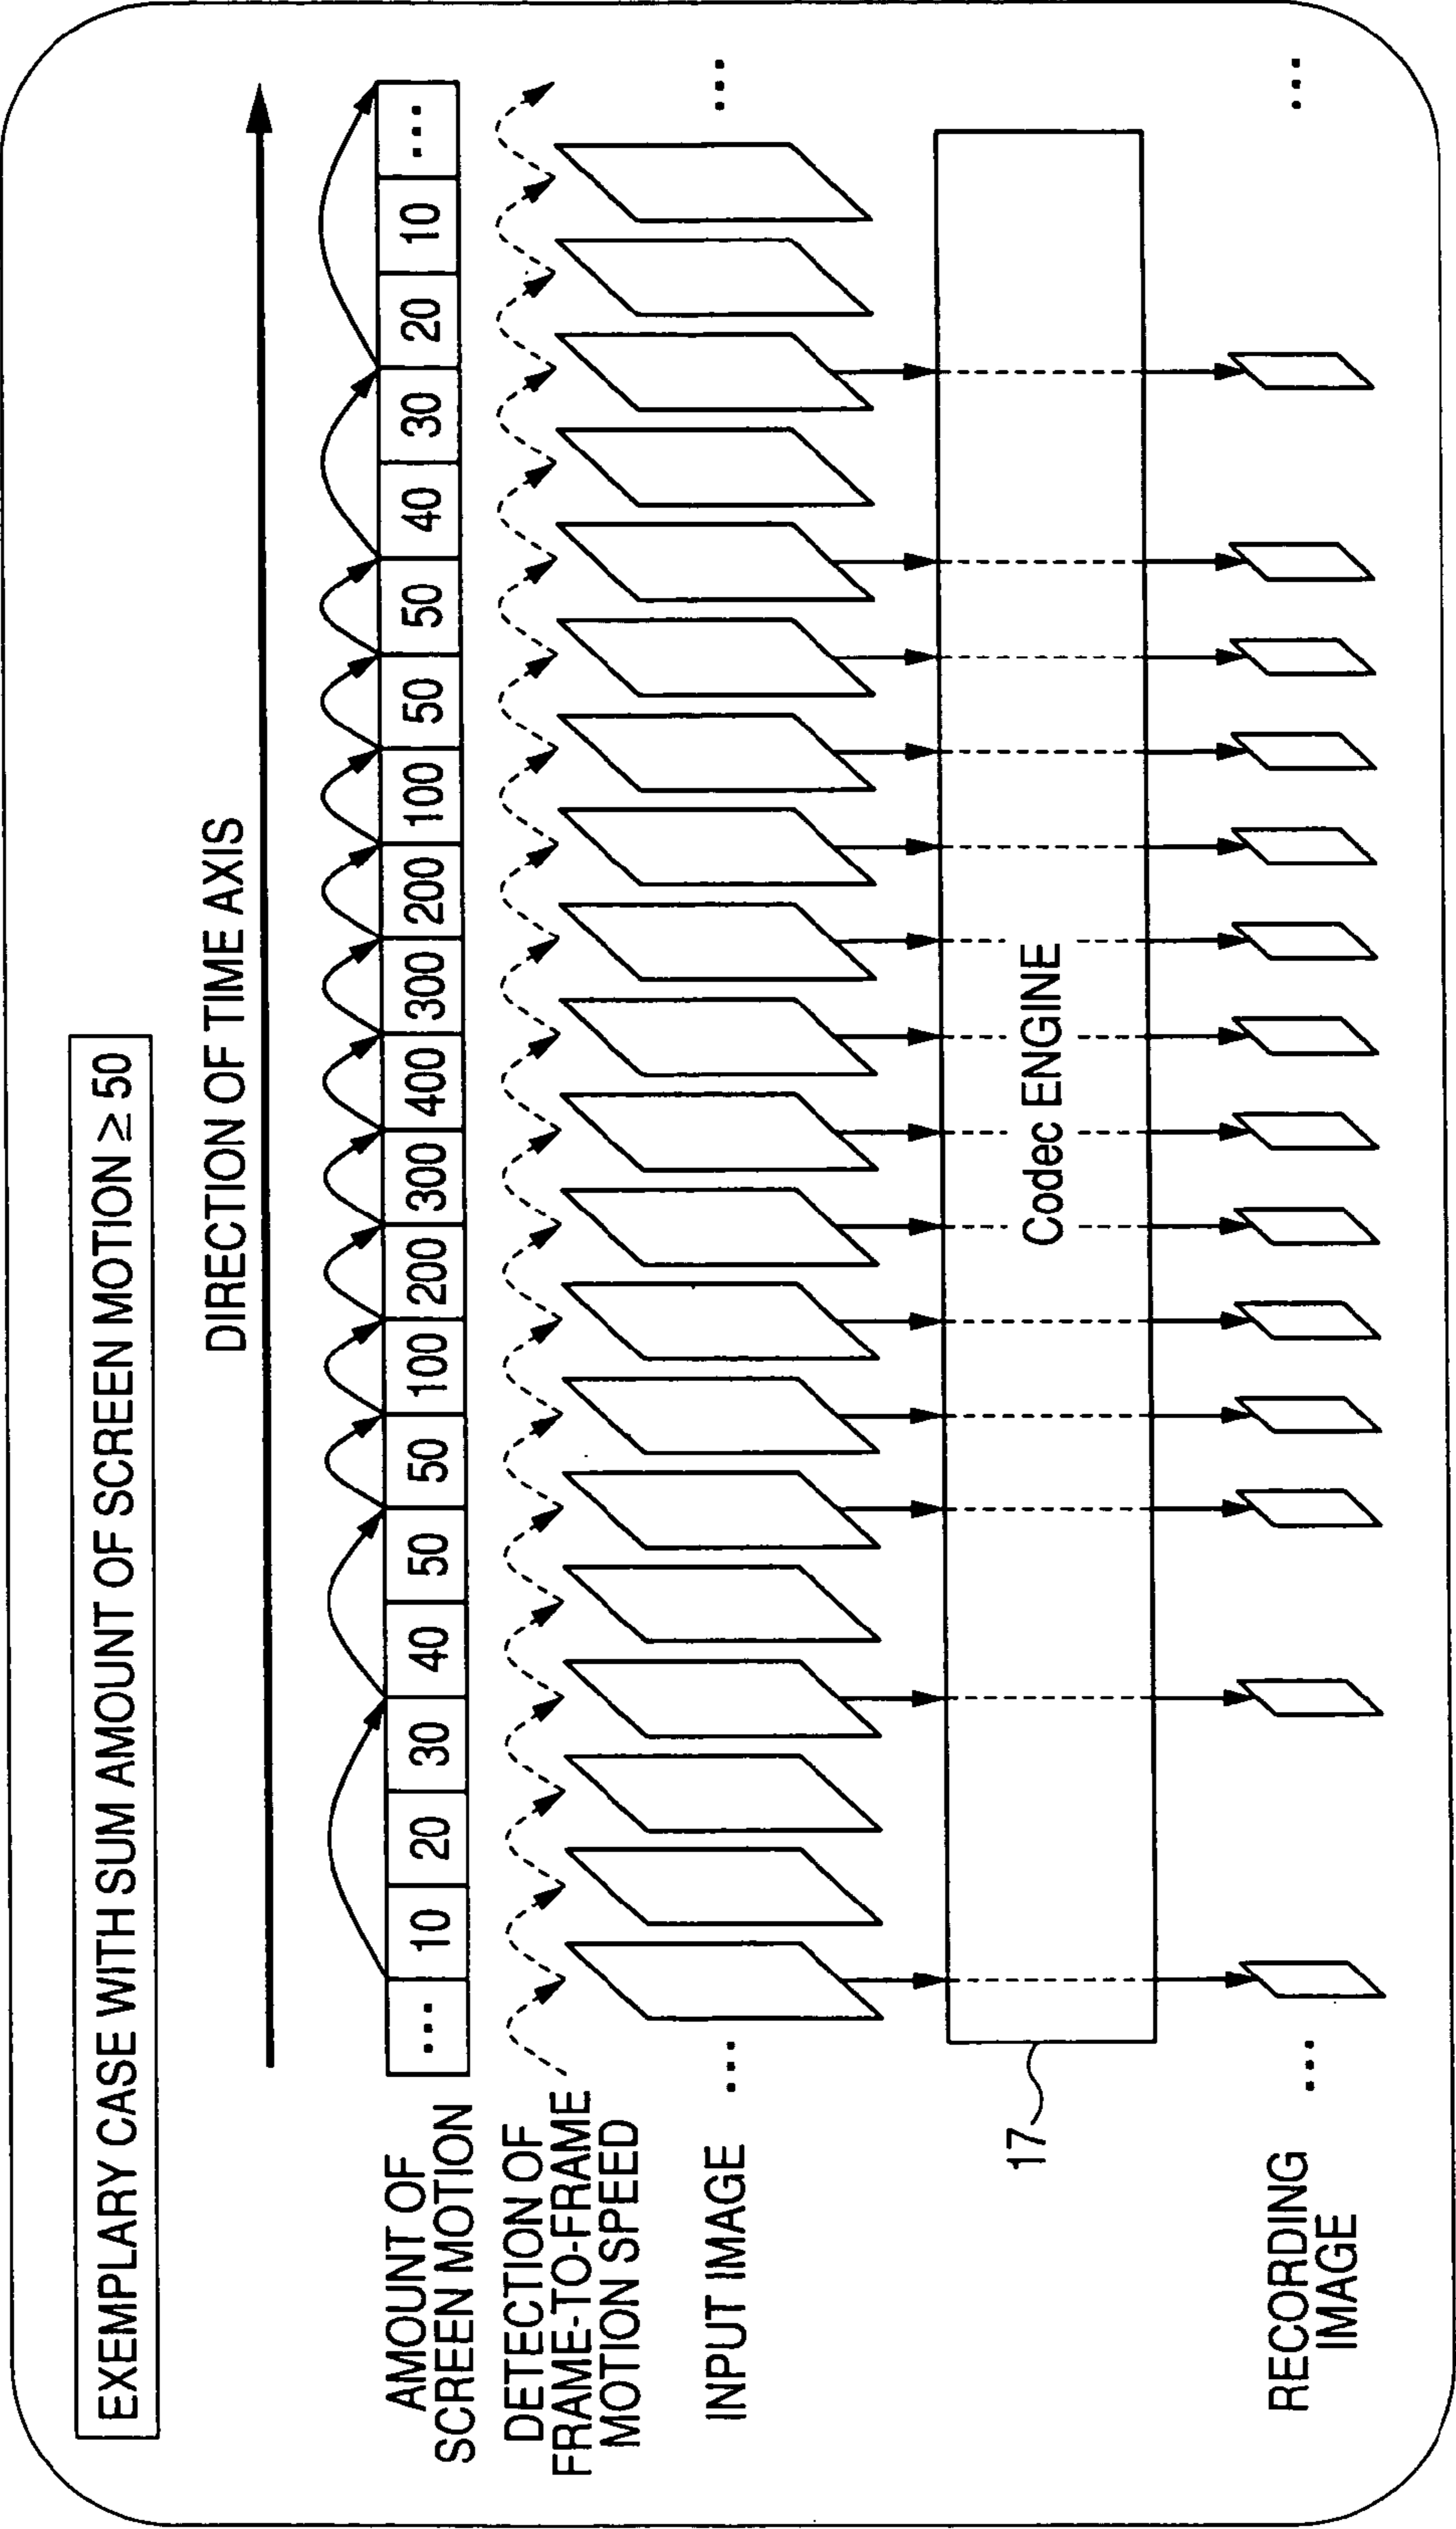 EXEMPLARY CASE WITH SUM AMOUNT OF SCREEN MOTION ≥ 50
DIRECTION OF TIME AXIS
AMOUNT OF
SCREEN MOTION
... 10 20 30 40 50 50 100 200 300 400 300 200 100 50 50 40 30 20 10 ...
DETECTION OF
FRAME-TO-FRAME
MOTION SPEED
INPUT IMAGE
... ...
17
Codec ENGINE
RECORDING
IMAGE
... ...